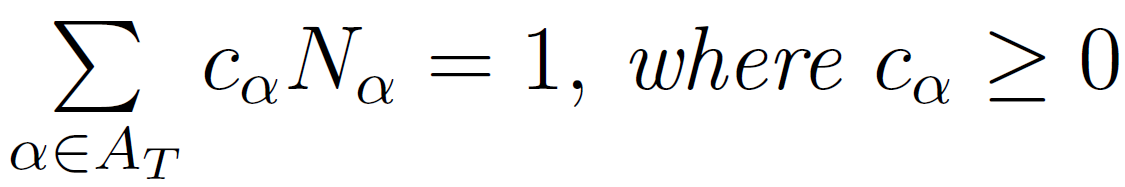 ∑_{α∈A_T} c_α N_α = 1, where c_α ≥ 0